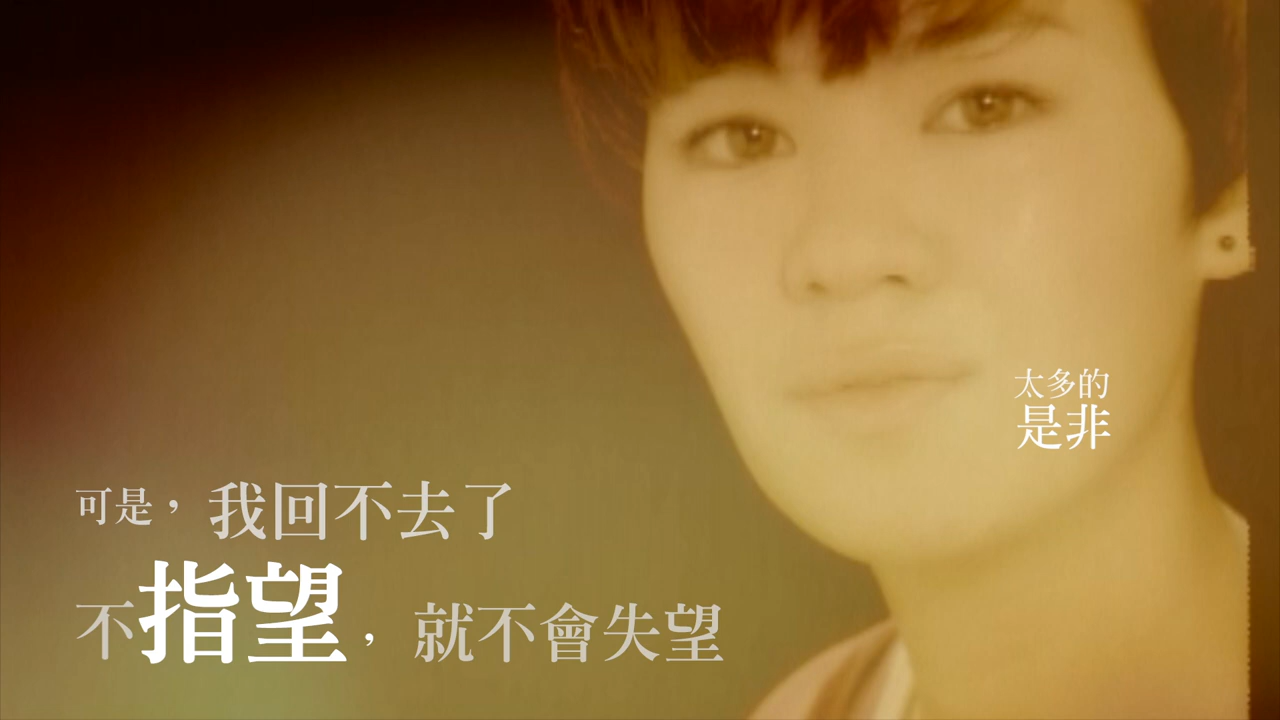 太多的
是非
可是，我回不去了
不指望，就不會失望